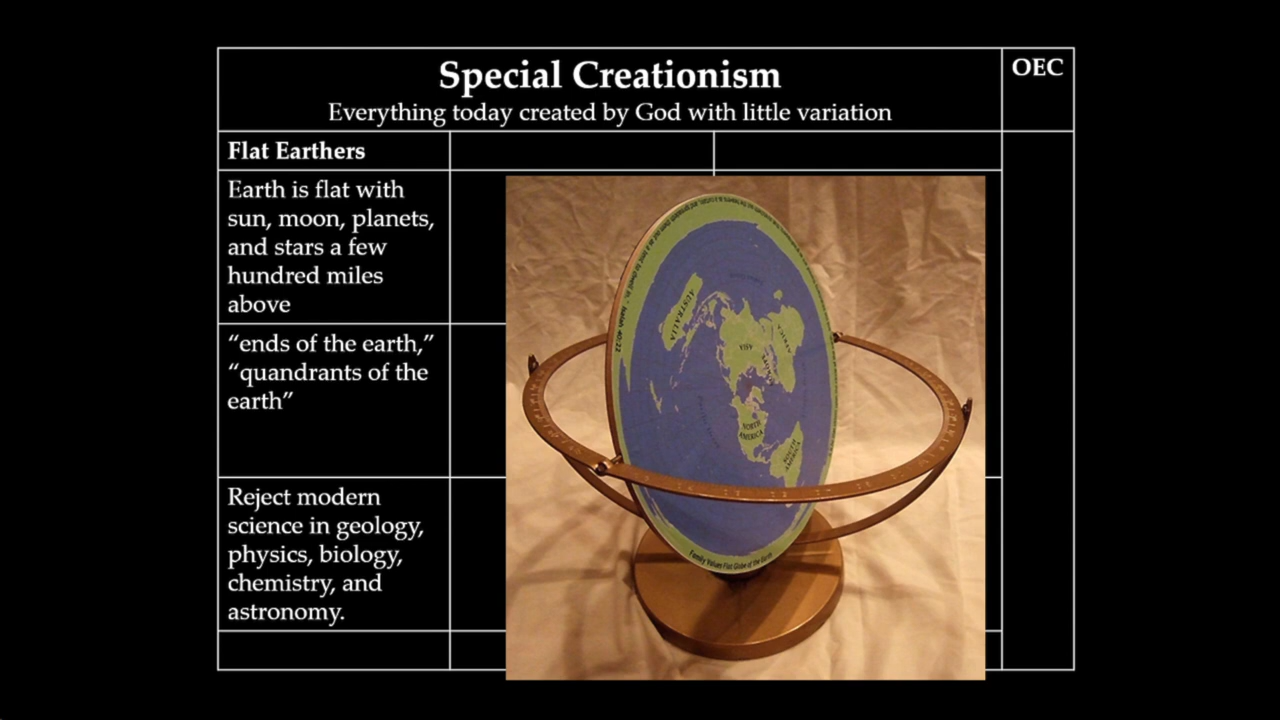 Special Creationism
OEC
Everything today created by God with little variation
Flat Earthers
Earth is flat with
sun, moon, planets,
and stars a few
hundred miles
above
“ends of the earth,”
“quandrants of the
earth”
Reject modern
science in geology,
physics, biology,
chemistry, and
astronomy.
Isaiah 40:22
AUSTRALIA
ASIA
AFRICA
NORTH
AMERICA
SOUTH
AMERICA
Family Values Flat Globe of the Earth